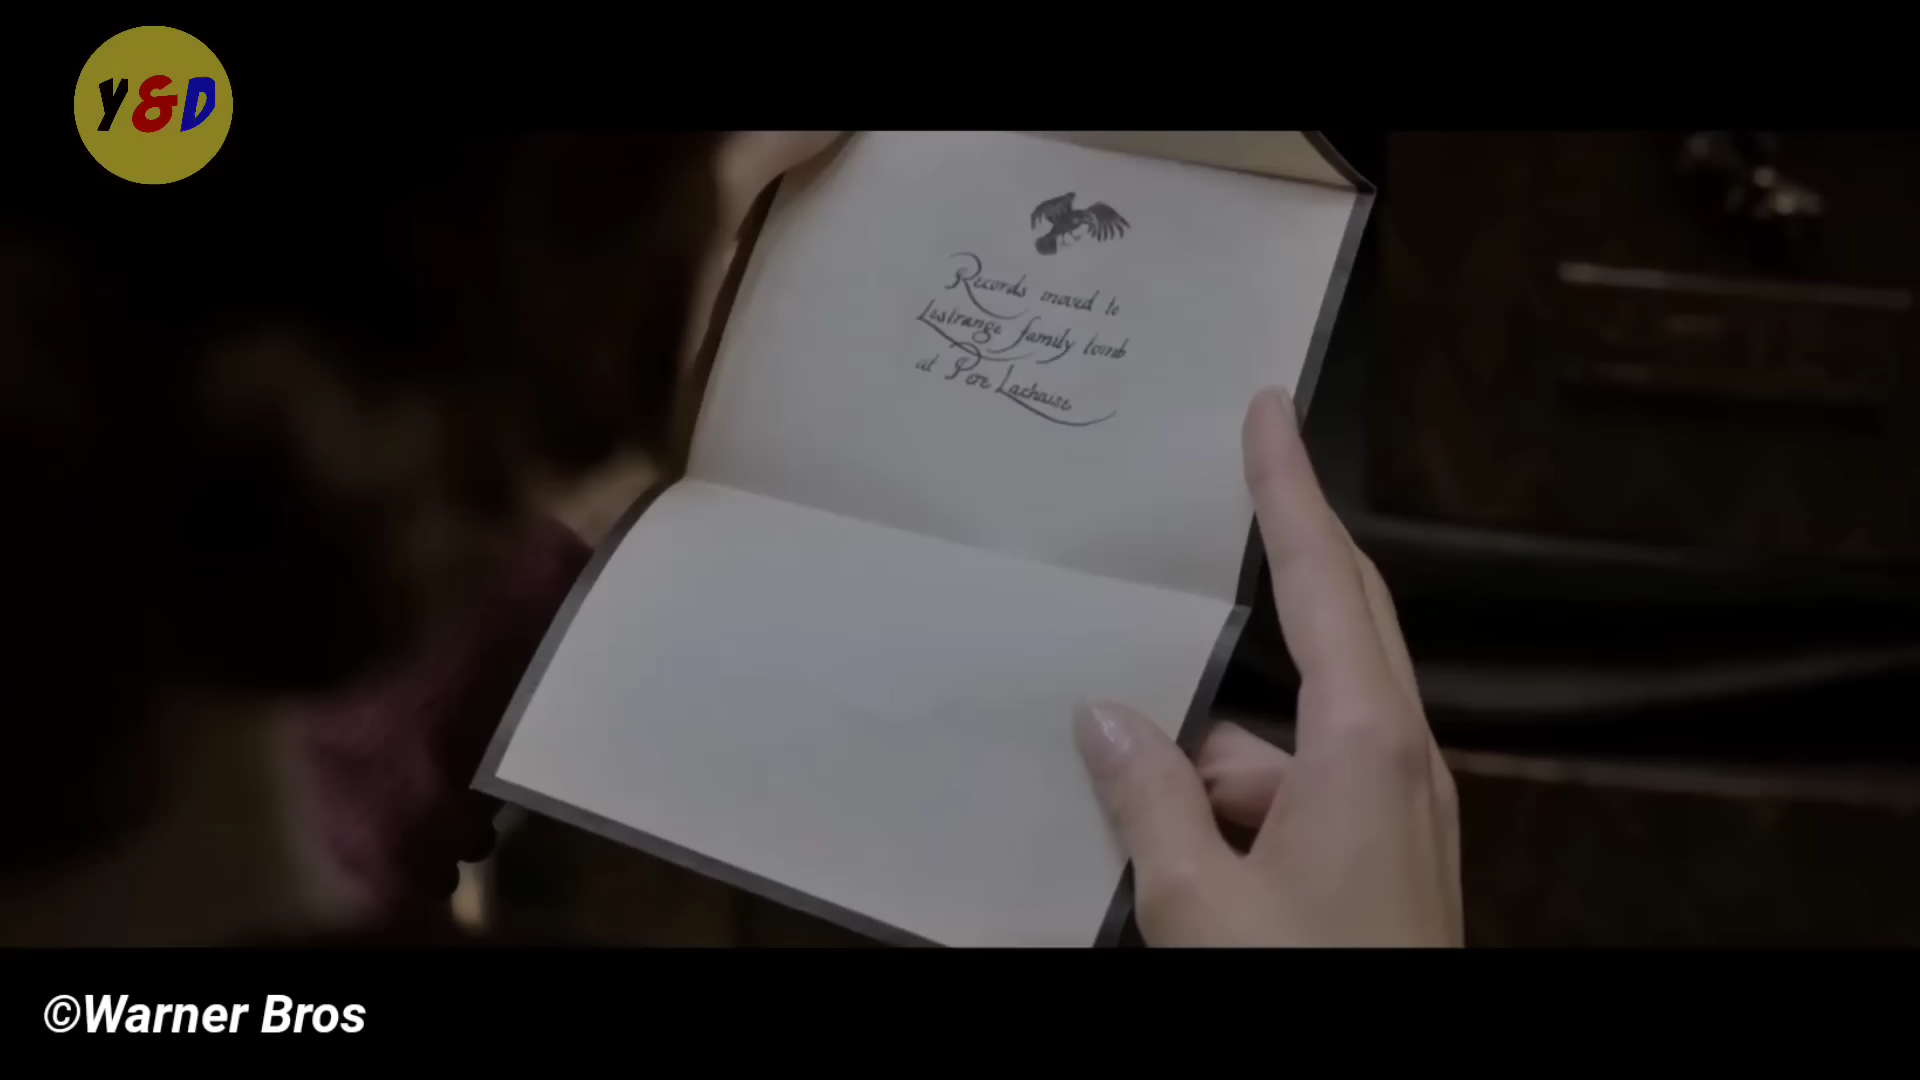 Y&D
Records moved to
Lestrange family tomb
at Pere Lachaise
©Warner Bros